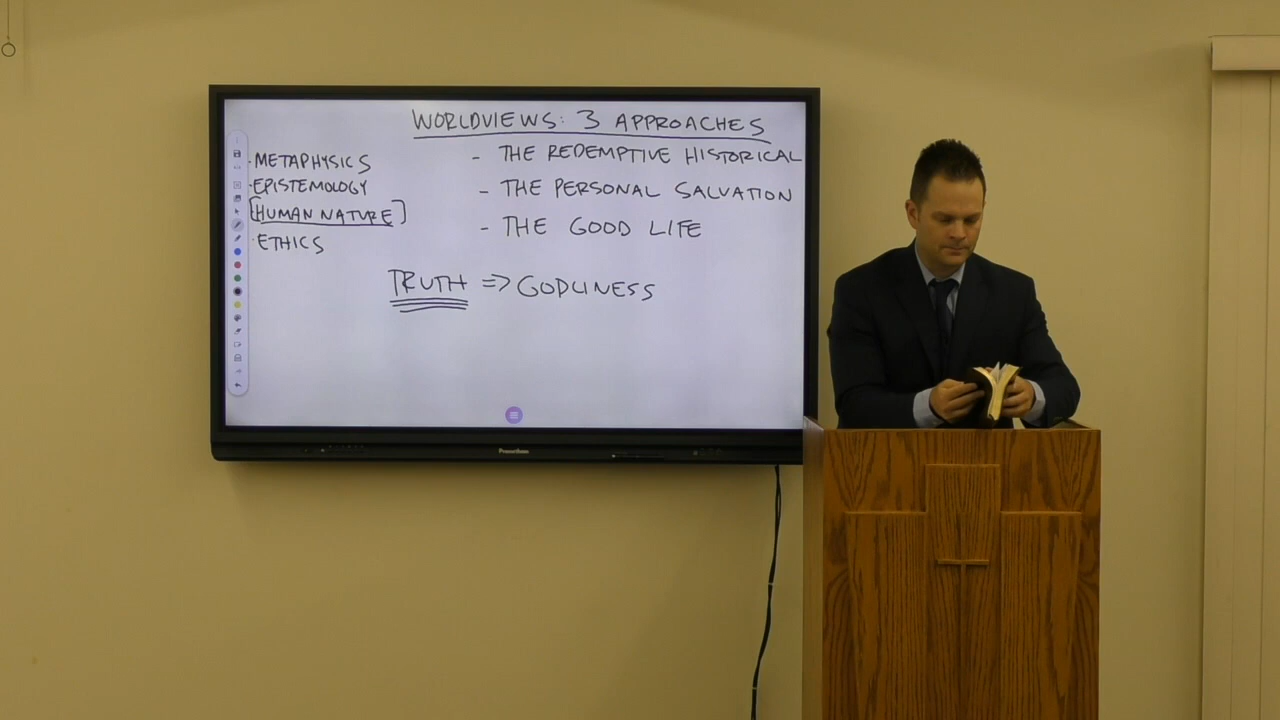 WORLDVIEWS: 3 APPROACHES
- THE REDEMPTIVE HISTORICAL
- THE PERSONAL SALVATION
- THE GOOD LIFE
· METAPHYSICS
· EPISTEMOLOGY
[HUMAN NATURE]
· ETHICS
TRUTH => GODLINESS
Promethean